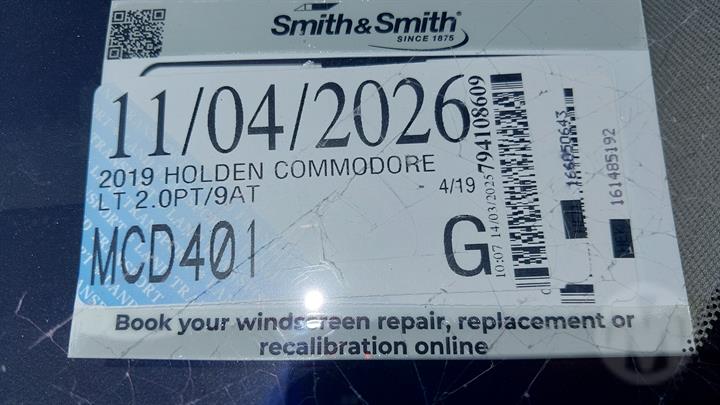 Smith&Smith®
SINCE 1875
11/04/2026
2019 HOLDEN COMMODORE
LT 2.0PT/9AT
4/19
MCD401
G
10:07 14/03/2025
794108609
166050643
161485192
Book your windscreen repair, replacement or
recalibration online